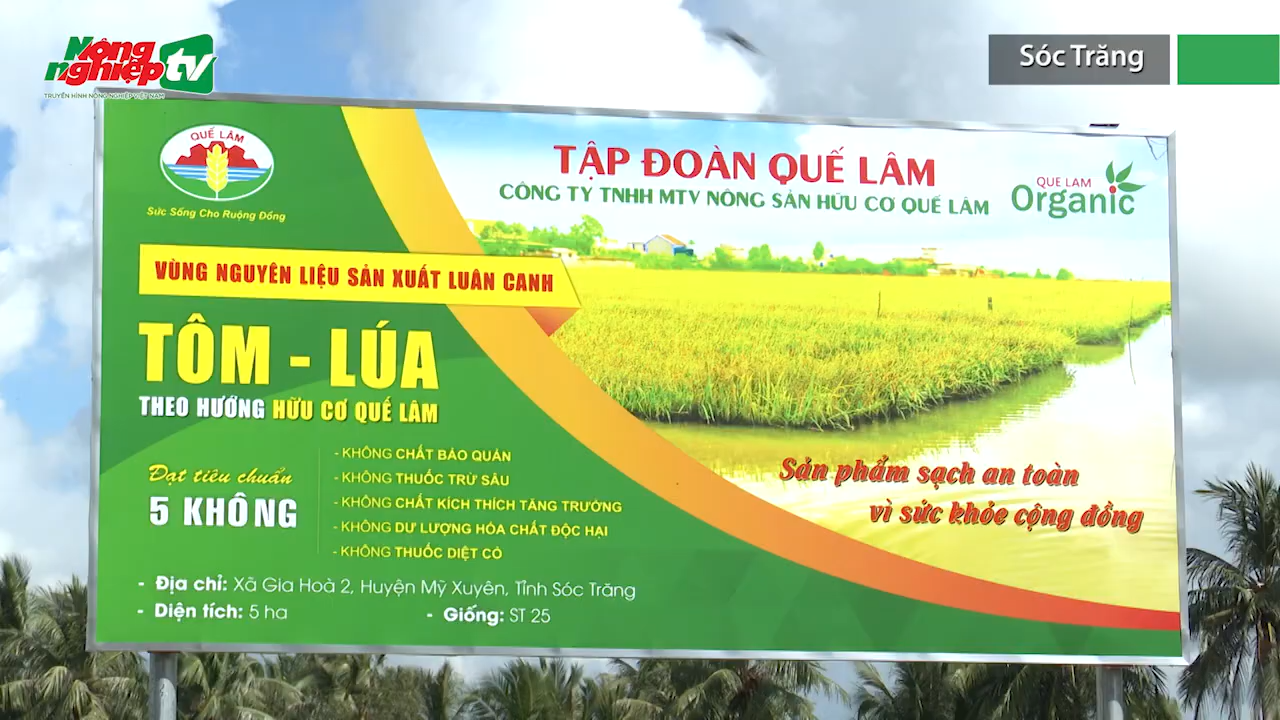 Nông
nghiệp tv
TRUYỀN HÌNH NÔNG NGHIỆP VIỆT NAM
Sóc Trăng
QUẾ LÂM
Sức Sống Cho Ruộng Đồng
TẬP ĐOÀN QUẾ LÂM
CÔNG TY TNHH MTV NÔNG SẢN HỮU CƠ QUẾ LÂM
QUE LAM
Organic
VÙNG NGUYÊN LIỆU SẢN XUẤT LUÂN CANH
TÔM - LÚA
THEO HƯỚNG HỮU CƠ QUẾ LÂM
Đạt tiêu chuẩn
5 KHÔNG
- KHÔNG CHẤT BẢO QUẢN
- KHÔNG THUỐC TRỪ SÂU
- KHÔNG CHẤT KÍCH THÍCH TĂNG TRƯỞNG
- KHÔNG DƯ LƯỢNG HÓA CHẤT ĐỘC HẠI
- KHÔNG THUỐC DIỆT CỎ
Sản phẩm sạch an toàn
vì sức khỏe cộng đồng
- Địa chỉ: Xã Gia Hoà 2, Huyện Mỹ Xuyên, Tỉnh Sóc Trăng
- Diện tích: 5 ha - Giống: ST 25